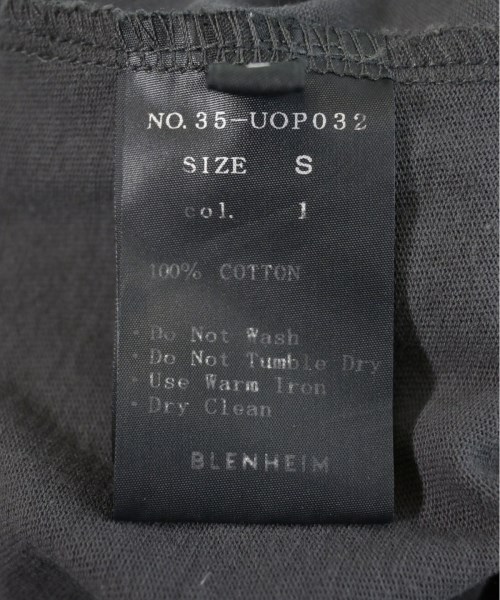 NO. 35-UOP032
SIZE S
col. 1
100% COTTON
· Do Not Wash
· Do Not Tumble Dry
· Use Warm Iron
· Dry Clean
BLENHEIM